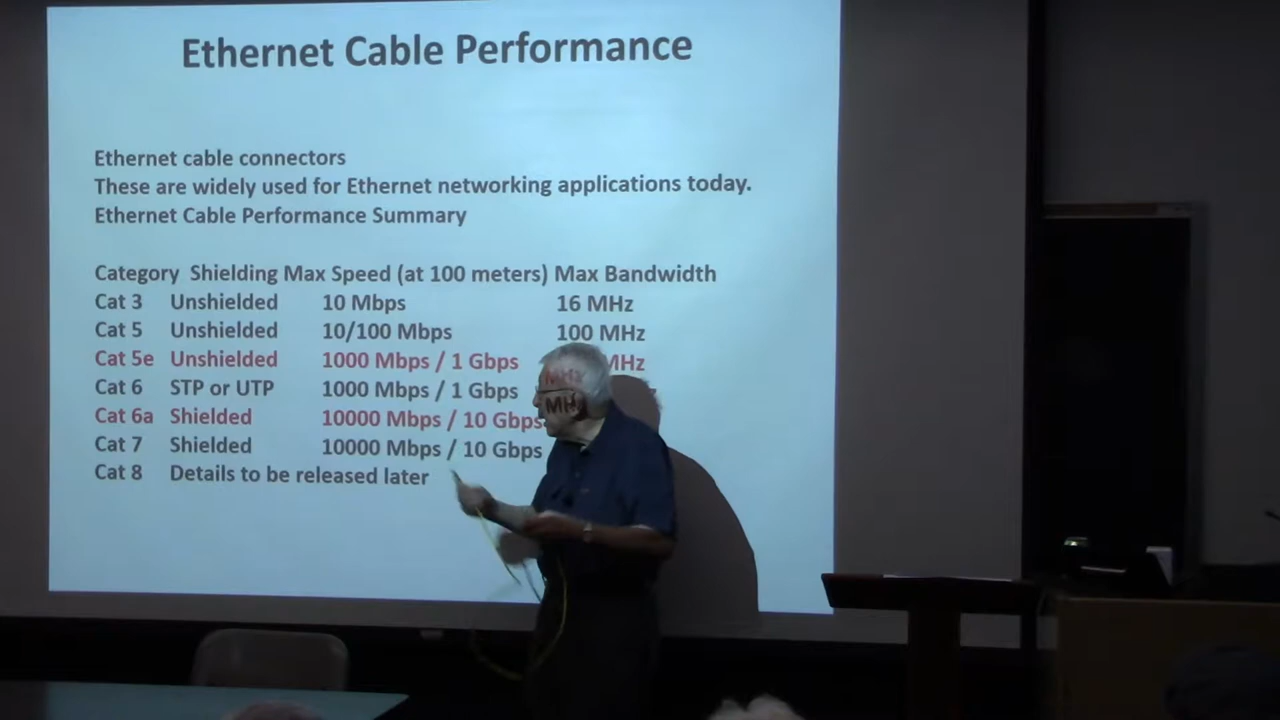 Ethernet Cable Performance
Ethernet cable connectors
These are widely used for Ethernet networking applications today.
Ethernet Cable Performance Summary
Category Shielding Max Speed (at 100 meters) Max Bandwidth
Cat 3 Unshielded 10 Mbps 16 MHz
Cat 5 Unshielded 10/100 Mbps 100 MHz
Cat 5e Unshielded 1000 Mbps / 1 Gbps MHz
Cat 6 STP or UTP 1000 Mbps / 1 Gbps
Cat 6a Shielded 10000 Mbps / 10 Gbps
Cat 7 Shielded 10000 Mbps / 10 Gbps
Cat 8 Details to be released later